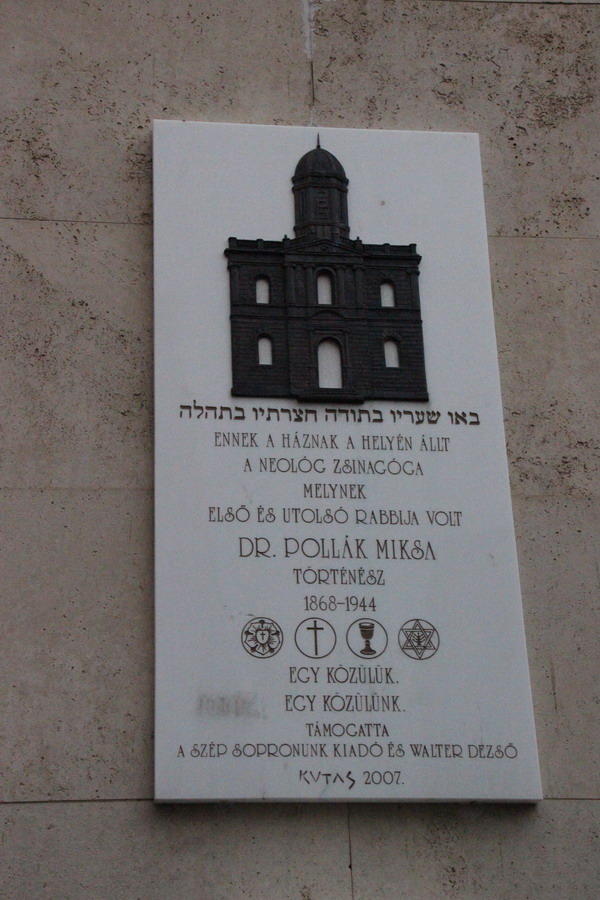 באו שעריו בתודה חצרתיו בתהלה
ENNEK A HÁZNAK A HELYÉN ÁLLT
A NEOLÓG ZSINAGÓGA
MELYNEK
ELSŐ ÉS UTOLSÓ RABBIJA VOLT
DR. POLLÁK MIKSA
TÖRTÉNÉSZ
1868-1944
EGY KÖZÜLÜK.
EGY KÖZÜLÜNK.
TÁMOGATTA
A SZÉP SOPRONUNK KIADÓ ÉS WALTER DEZSŐ
KUTAS 2007.